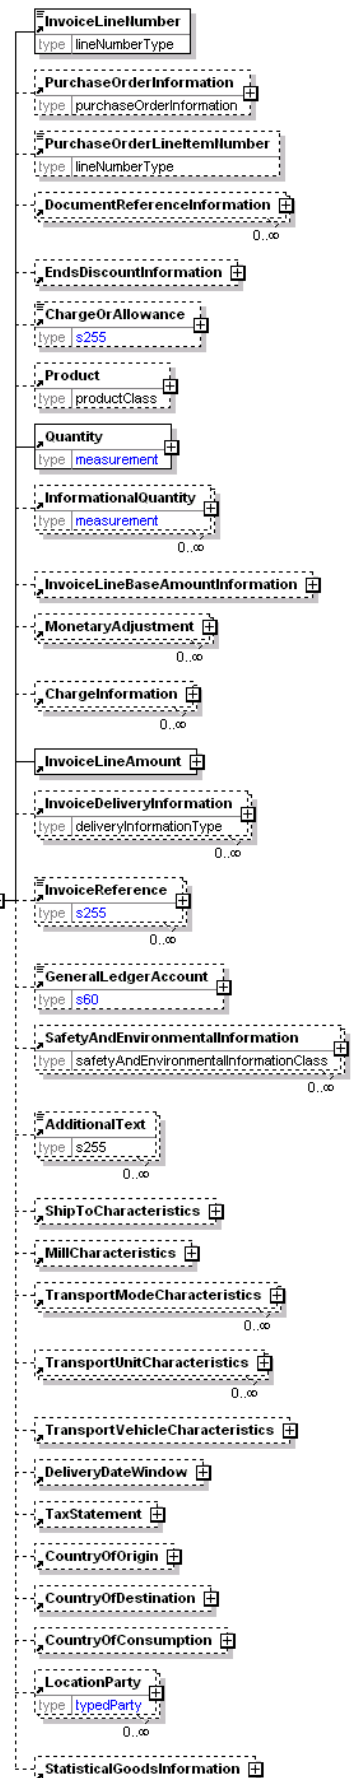 InvoiceLineNumber
type lineNumberType
PurchaseOrderInformation
type purchaseOrderInformation
PurchaseOrderLineItemNumber
type lineNumberType
DocumentReferenceInformation
0..∞
EndsDiscountInformation
ChargeOrAllowance
type s255
Product
type productClass
Quantity
type measurement
InformationalQuantity
type measurement
0..∞
InvoiceLineBaseAmountInformation
MonetaryAdjustment
0..∞
ChargeInformation
0..∞
InvoiceLineAmount
InvoiceDeliveryInformation
type deliveryInformationType
0..∞
InvoiceReference
type s255
0..∞
GeneralLedgerAccount
type s60
SafetyAndEnvironmentalInformation
type safetyAndEnvironmentalInformationClass
0..∞
AdditionalText
type s255
0..∞
ShipToCharacteristics
MillCharacteristics
TransportModeCharacteristics
0..∞
TransportUnitCharacteristics
0..∞
TransportVehicleCharacteristics
DeliveryDateWindow
TaxStatement
CountryOfOrigin
CountryOfDestination
CountryOfConsumption
LocationParty
type typedParty
0..∞
StatisticalGoodsInformation